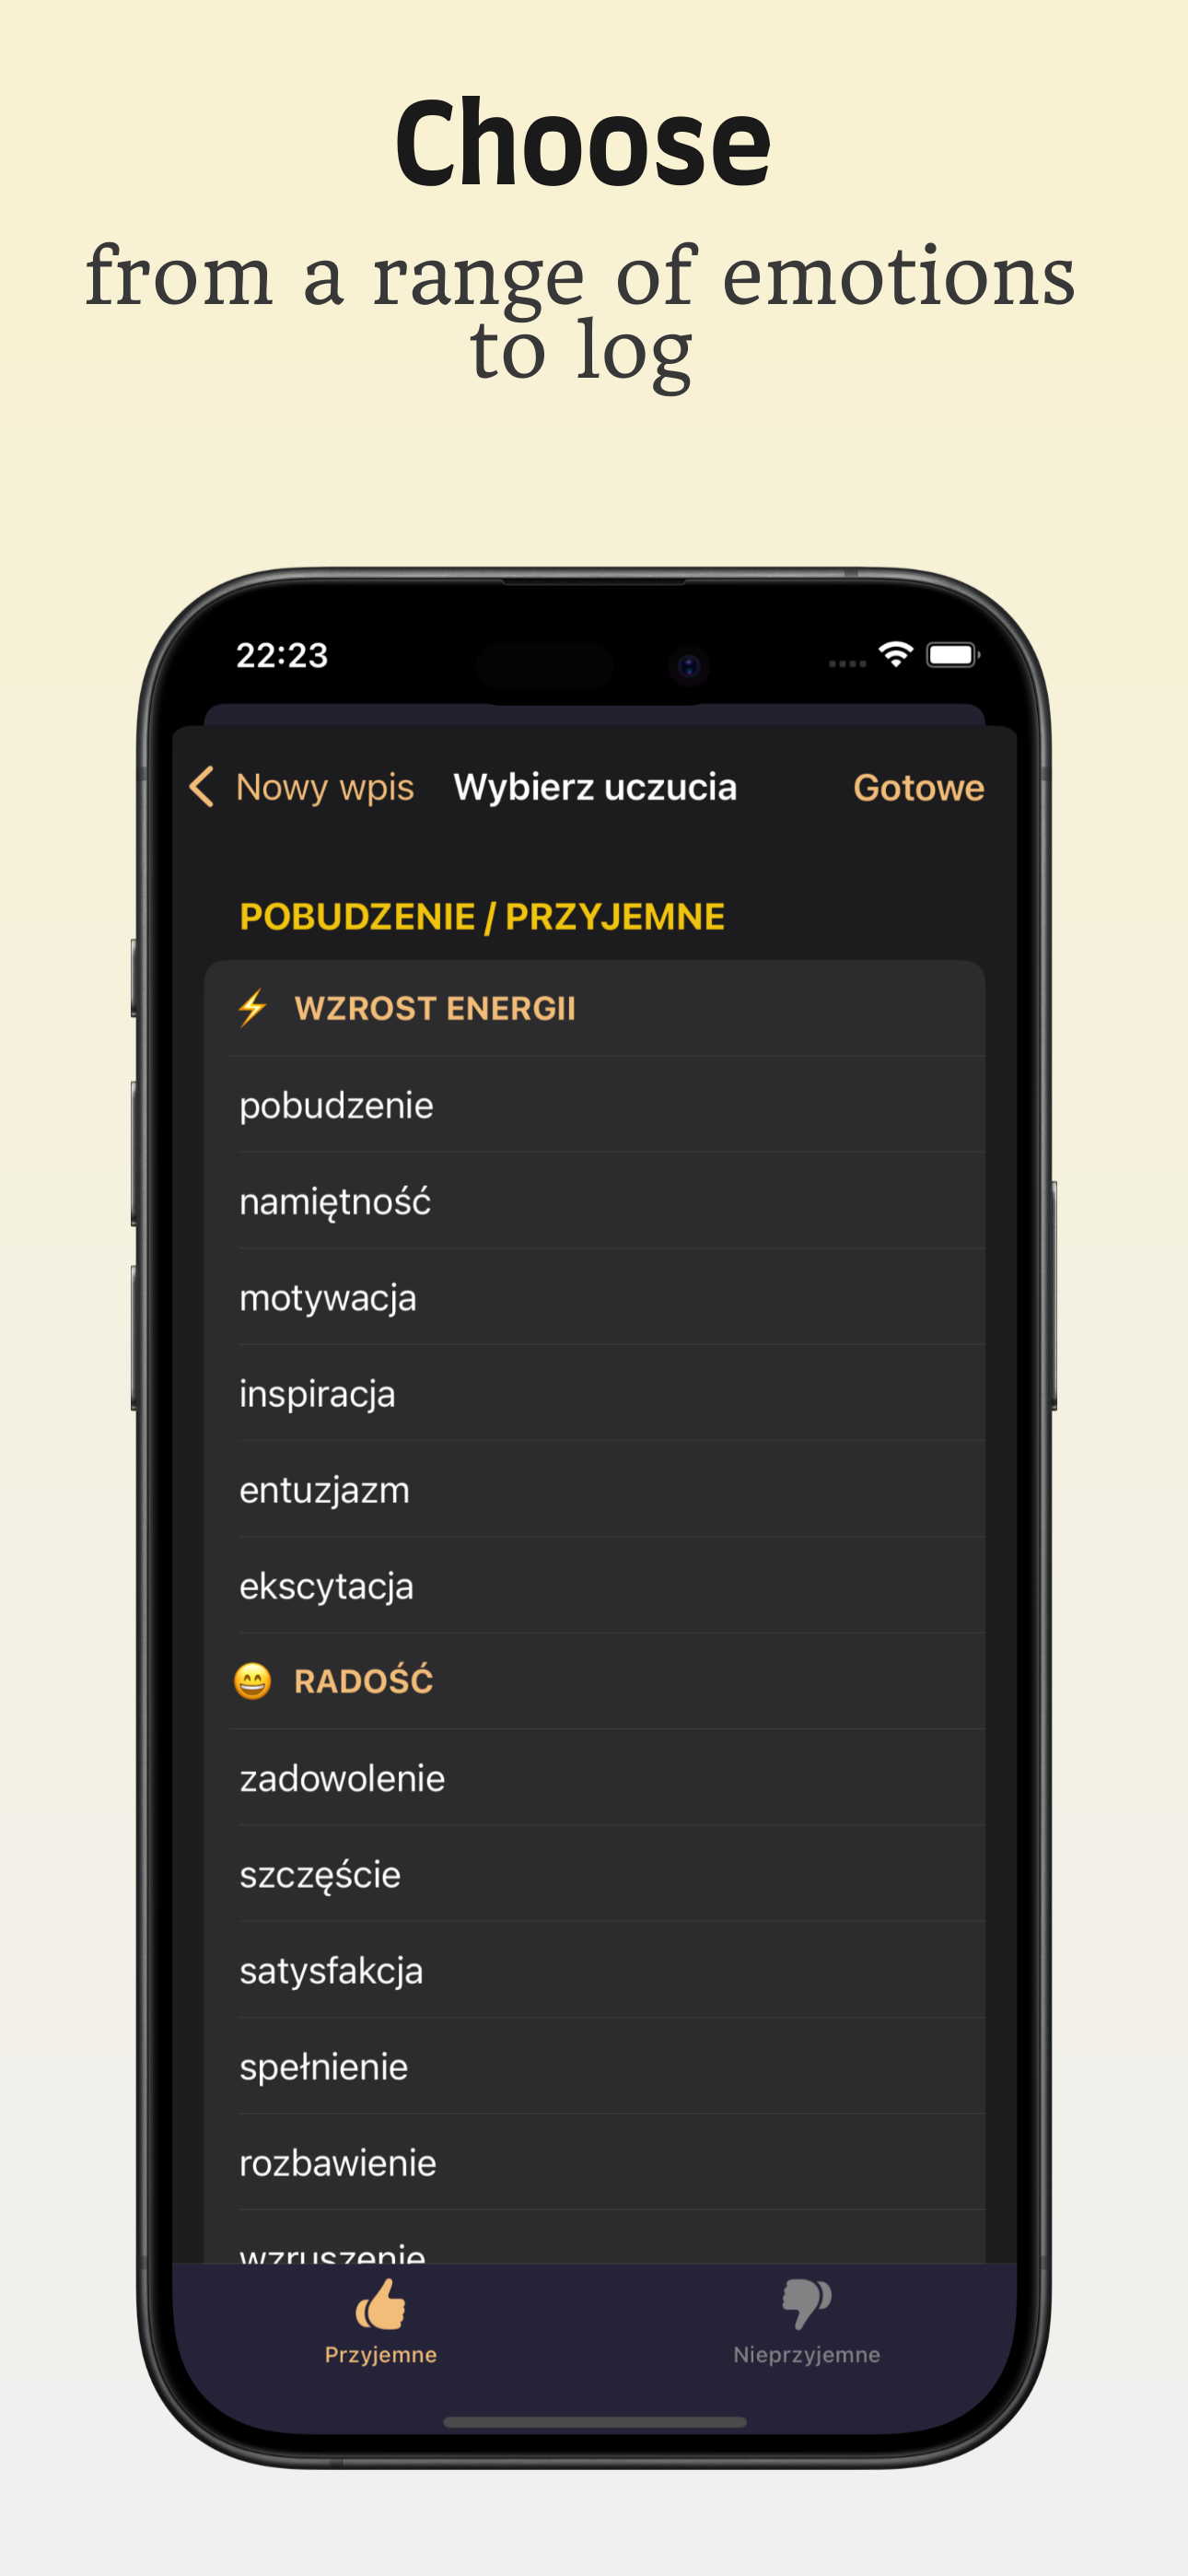 Choose
from a range of emotions
to log
22:23
Nowy wpis Wybierz uczucia Gotowe
POBUDZENIE / PRZYJEMNE
⚡ WZROST ENERGII
pobudzenie
namiętność
motywacja
inspiracja
entuzjazm
ekscytacja
😄 RADOŚĆ
zadowolenie
szczęście
satysfakcja
spełnienie
rozbawienie
wzruszenie
Przyjemne Nieprzyjemne